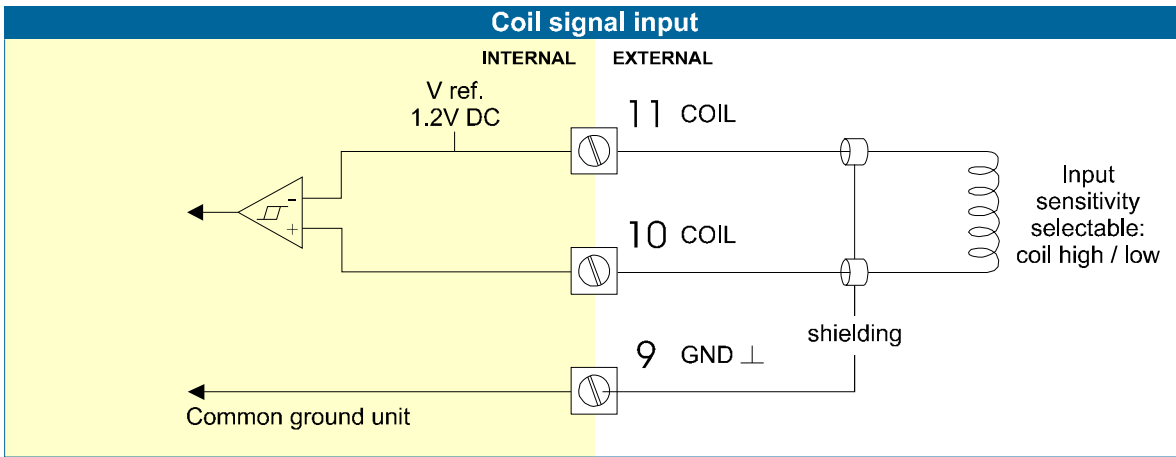 Coil signal input
INTERNAL
EXTERNAL
V ref.
1.2V DC
11 COIL
- 
+
10 COIL
Input
sensitivity
selectable:
coil high / low
shielding
9 GND ⊥
Common ground unit